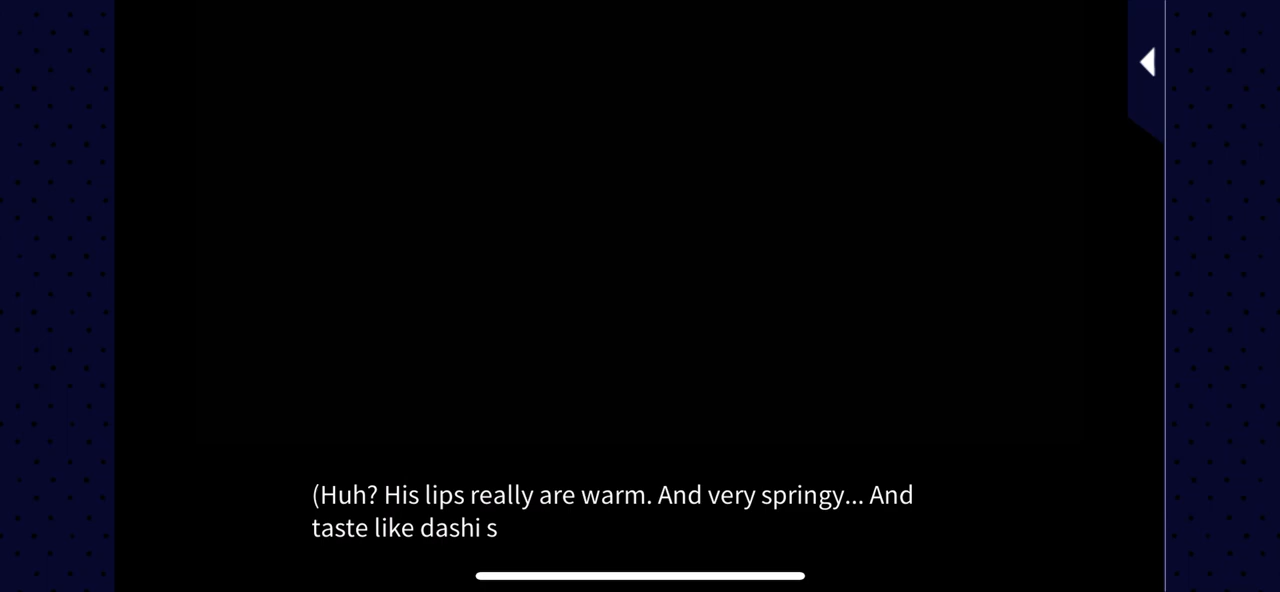 (Huh? His lips really are warm. And very springy... And
taste like dashi s